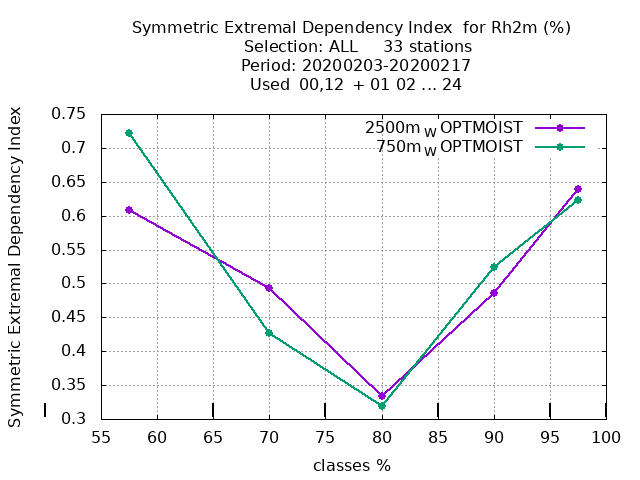 Symmetric Extremal Dependency Index  for Rh2m (%)
Selection: ALL     33 stations
Period: 20200203-20200217
Used  00,12  + 01 02 ... 24
Symmetric Extremal Dependency Index
0.75
0.7
0.65
0.6
0.55
0.5
0.45
0.4
0.35
0.3
2500m W OPTMOIST
750m W OPTMOIST
55 60 65 70 75 80 85 90 95 100
classes %